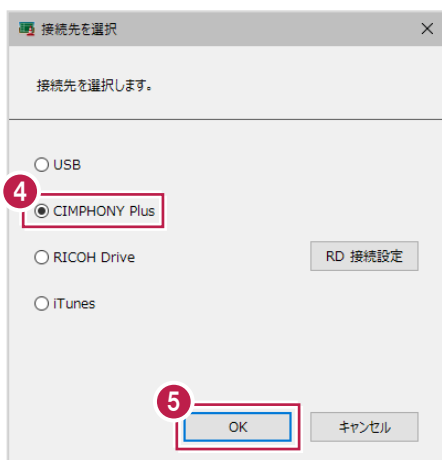 接続先を選択
接続先を選択します。
USB
4
CIMPHONY Plus
RICOH Drive
RD 接続設定
iTunes
5
OK
キャンセル